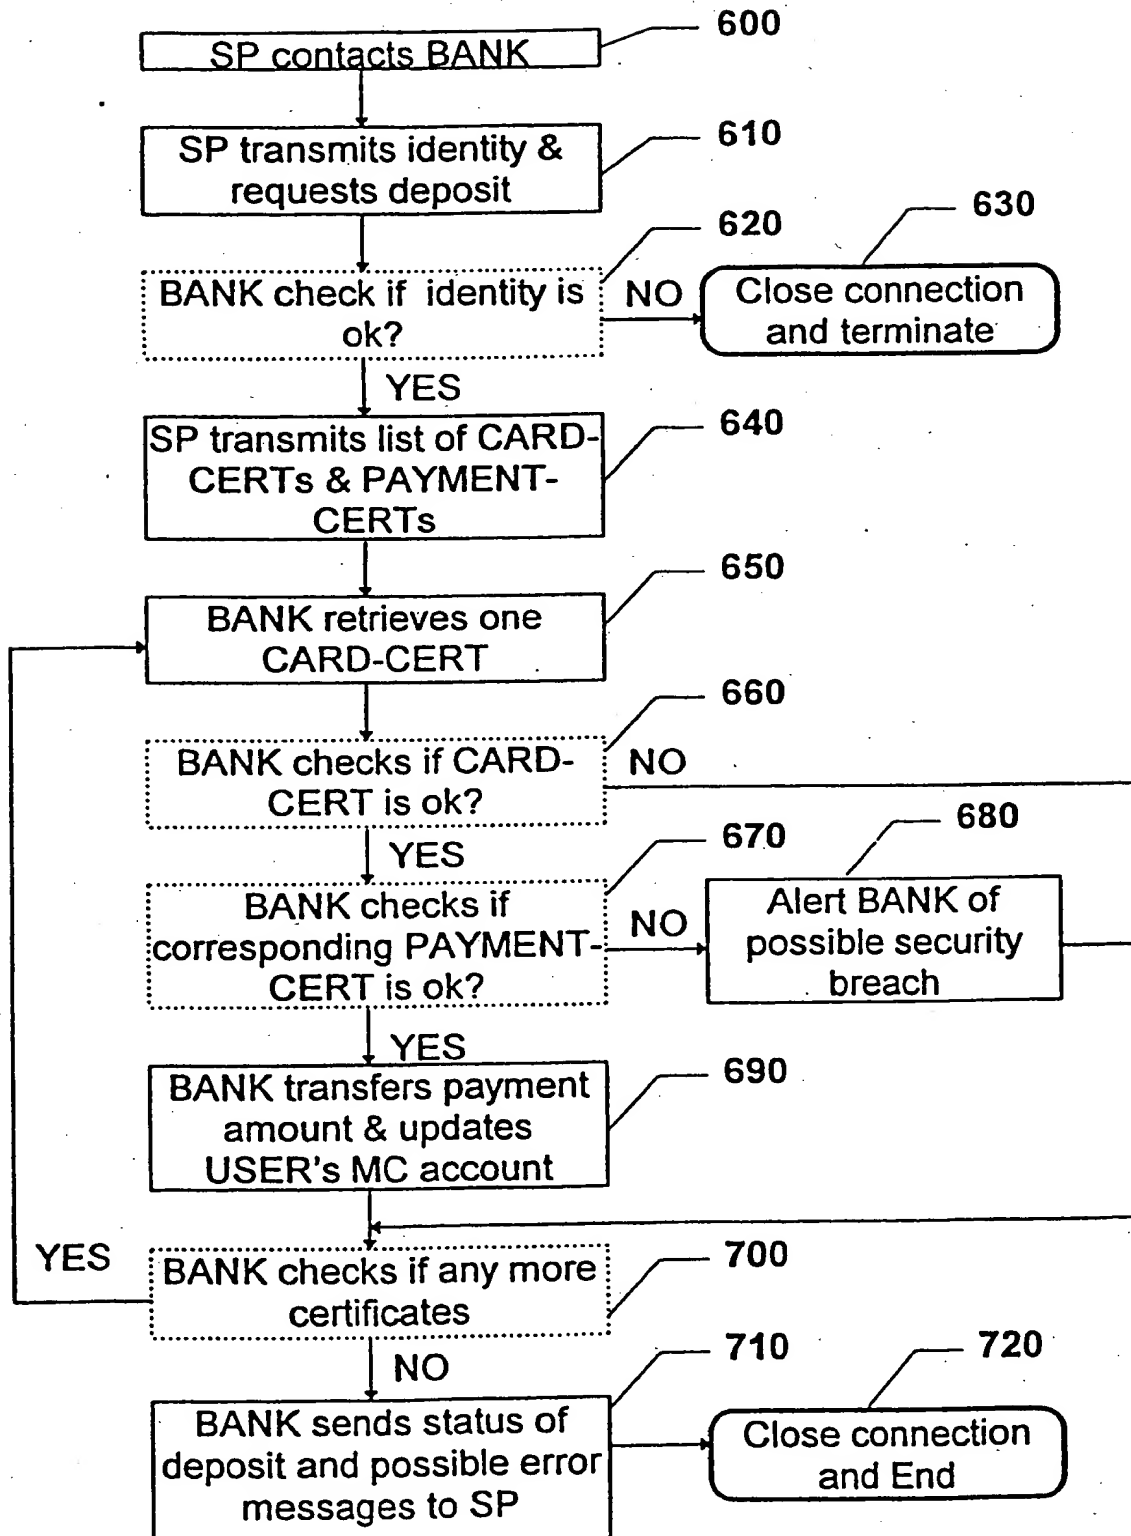 600
SP contacts BANK
610
SP transmits identity &
requests deposit
620
630
BANK check if identity is
ok?
NO
Close connection
and terminate
YES
640
SP transmits list of CARD-
CERTs & PAYMENT-
CERTs
650
BANK retrieves one
CARD-CERT
660
BANK checks if CARD-
CERT is ok?
NO
YES
670
680
BANK checks if
corresponding PAYMENT-
CERT is ok?
NO
Alert BANK of
possible security
breach
YES
690
BANK transfers payment
amount & updates
USER's MC account
YES
700
BANK checks if any more
certificates
NO
710
720
BANK sends status of
deposit and possible error
messages to SP
Close connection
and End